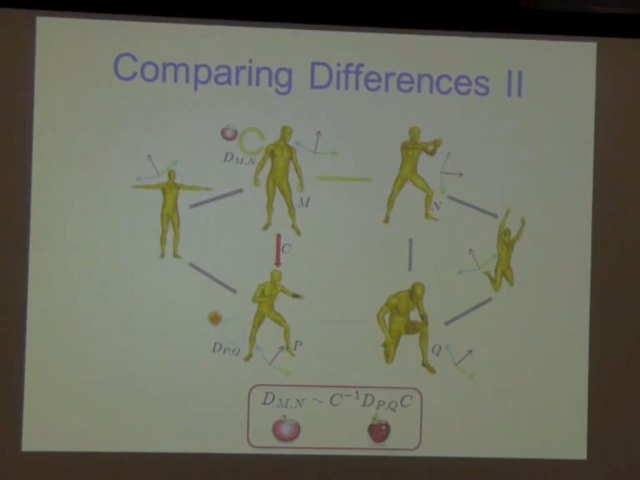 Comparing Differences II
D_{M,N}
M
N
C
D_{P,Q}
P
Q
D_{M,N} ~ C^{-1}D_{P,Q}C